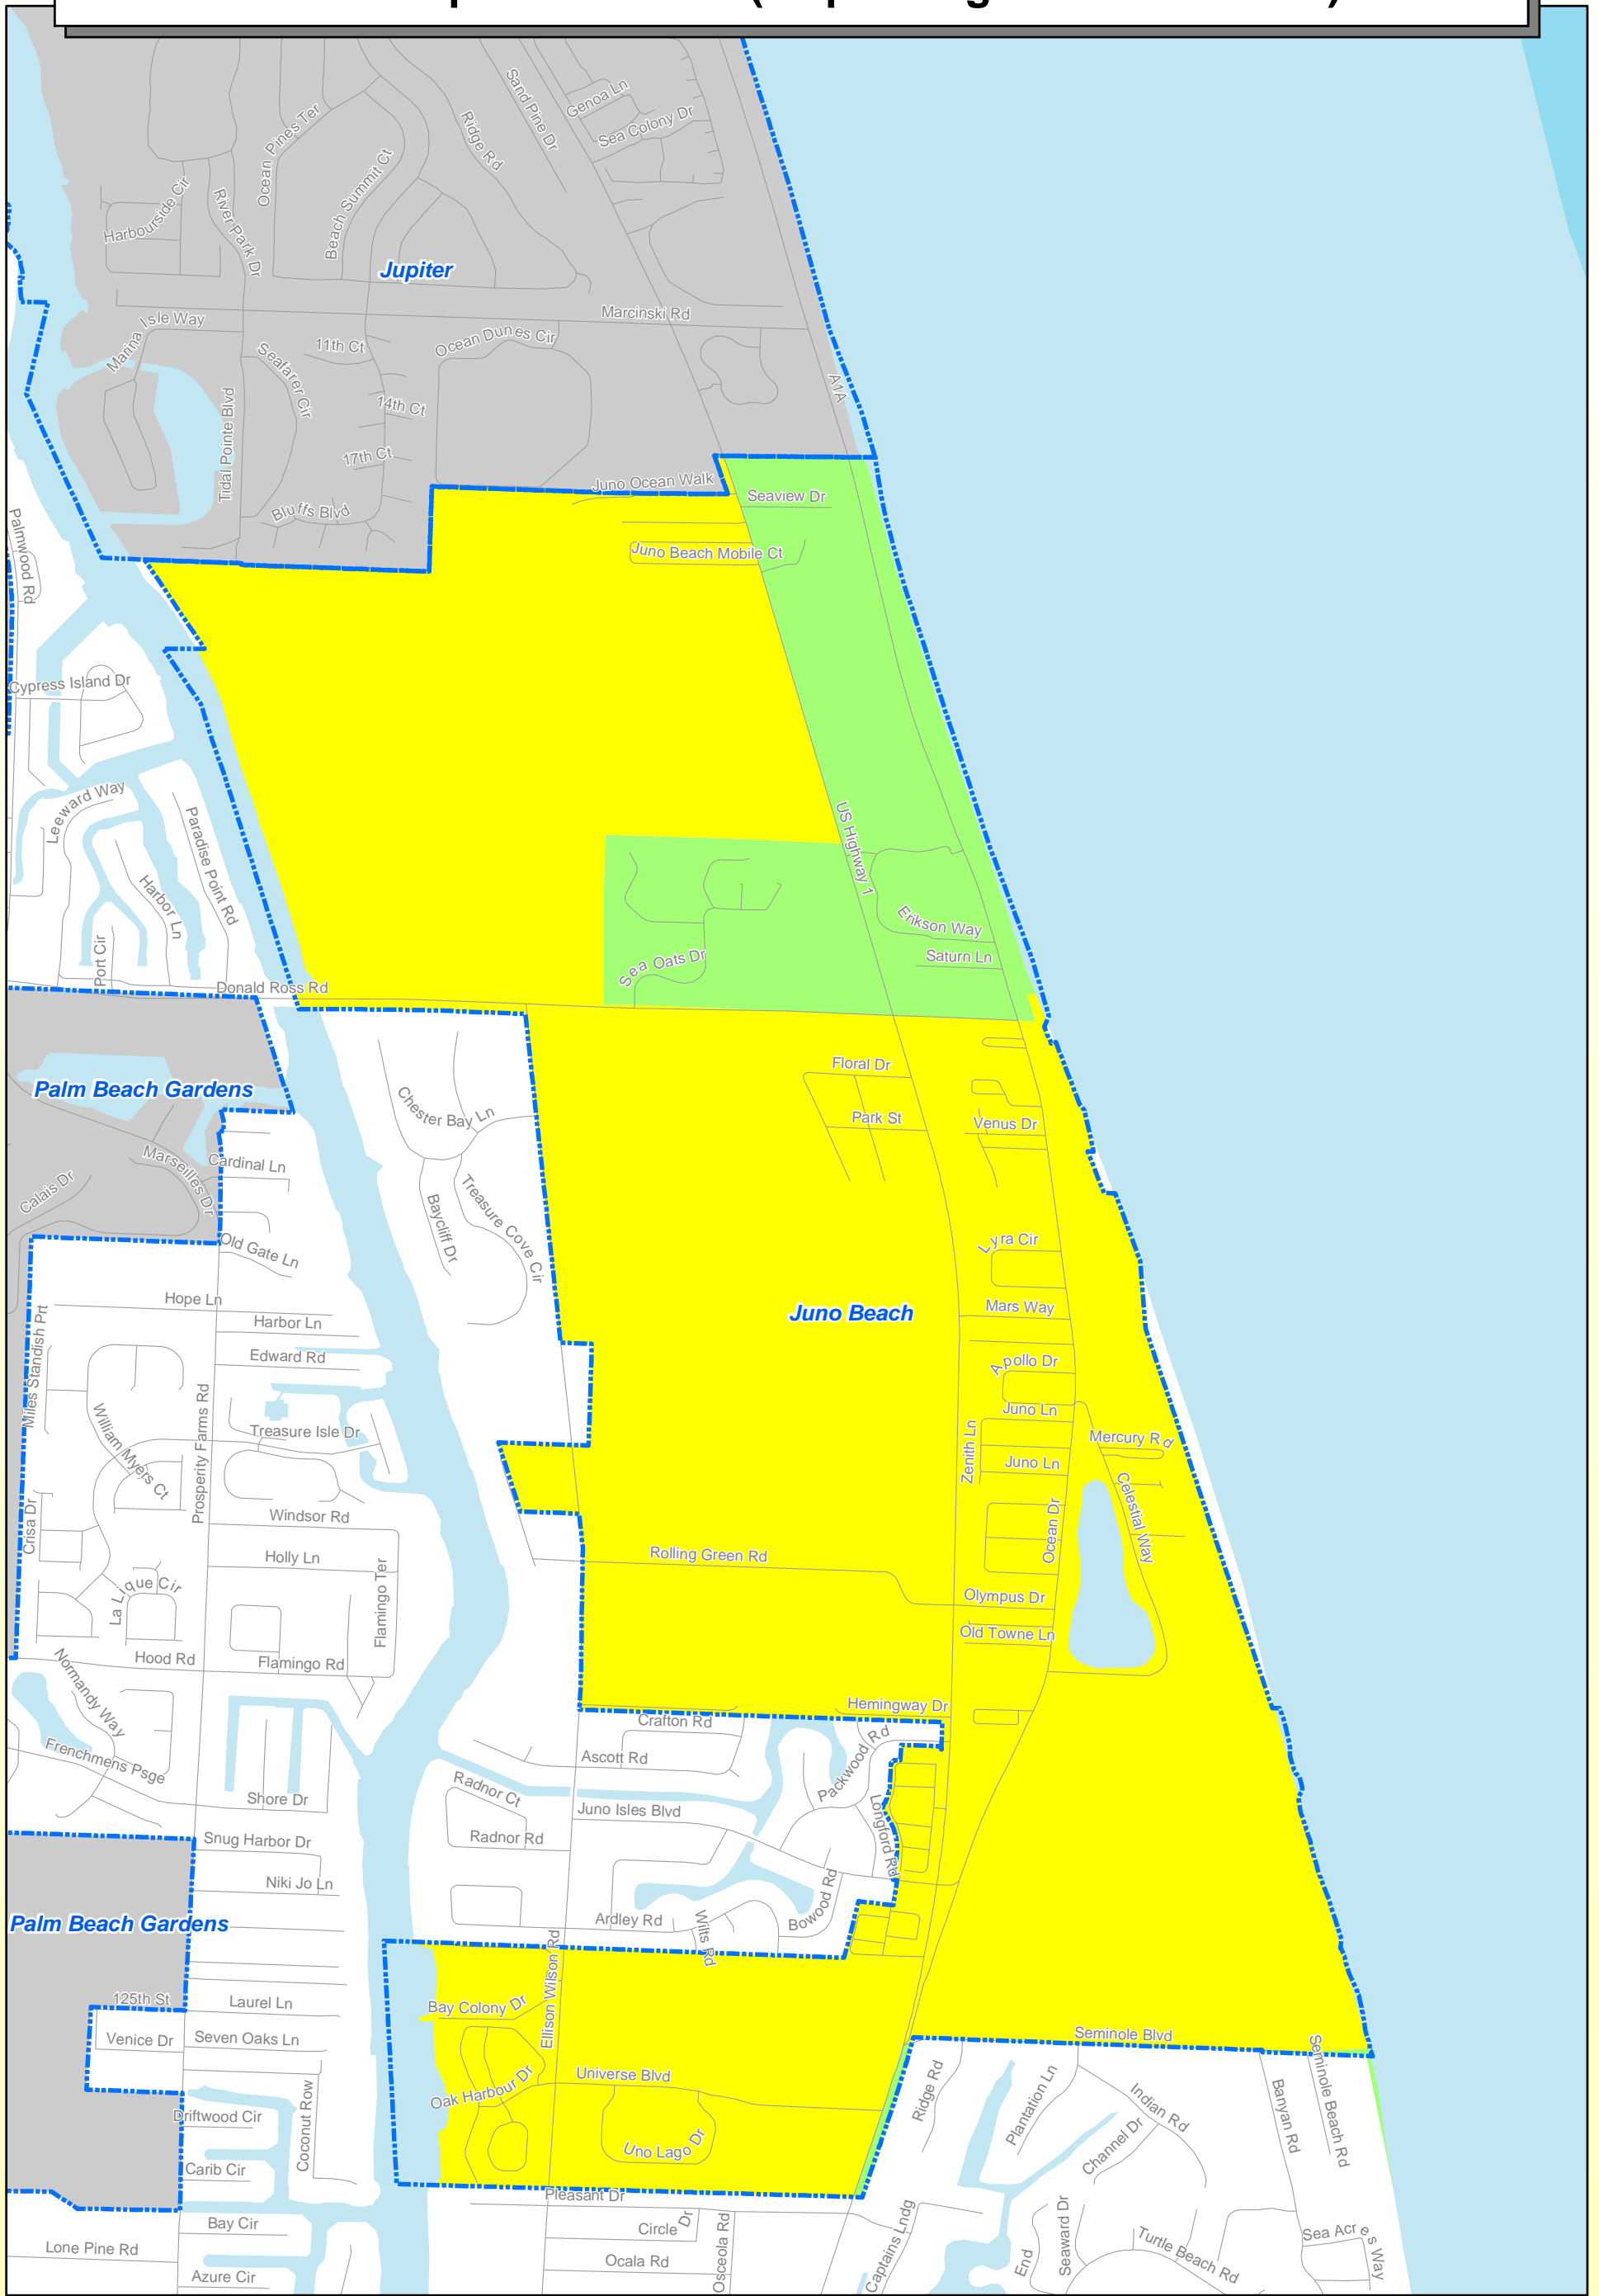 Sand Pine Dr
Genoa Ln
Sea Colony Dr
Ridge Rd
Ocean Pines Ter
Beach Summit Ct
Harbourside Cir
River Park Dr
Jupiter
Marcinski Rd
Marina Isle Way
11th Ct
Ocean Dunes Cir
Seafarer Cir
A1A
14th Ct
Tidal Pointe Blvd
17th Ct
Juno Ocean Walk
Seaview Dr
Bluffs Blvd
Palmwood Rd
Juno Beach Mobile Ct
Cypress Island Dr
Leeward Way
Paradise Point Rd
US Highway 1
Harbor Ln
Erikson Way
Port Cir
Sea Oats Dr
Saturn Ln
Donald Ross Rd
Floral Dr
Palm Beach Gardens
Chester Bay Ln
Park St
Venus Dr
Marseilles Dr
Cardinal Ln
Calais Dr
Treasure Cove Cir
Baycliff Dr
Old Gate Ln
Lyra Cir
Hope Ln
Mars Way
Juno Beach
Harbor Ln
Miles Standish Prt
Edward Rd
Apollo Dr
Prosperity Farms Rd
Juno Ln
William Myers Ct
Treasure Isle Dr
Mercury Rd
Zenith Ln
Juno Ln
Celestial Way
Crisa Dr
Windsor Rd
Ocean Dr
Holly Ln
Rolling Green Rd
La Lique Cir
Flamingo Ter
Olympus Dr
Old Towne Ln
Hood Rd
Flamingo Rd
Normandy Way
Hemingway Dr
Crafton Rd
Packwood Rd
Frenchmens Psge
Ascott Rd
Radnor Ct
Shore Dr
Juno Isles Blvd
Longford Rd
Snug Harbor Dr
Radnor Rd
Niki Jo Ln
Bowood Rd
Palm Beach Gardens
Ardley Rd
Wilts Rd
Ellison Wilson Rd
125th St
Laurel Ln
Bay Colony Dr
Venice Dr
Seven Oaks Ln
Seminole Blvd
Seminole Beach Rd
Universe Blvd
Oak Harbour Dr
Ridge Rd
Plantation Ln
Indian Rd
Banyan Rd
Coconut Row
Driftwood Cir
Channel Dr
Uno Lago Dr
Carib Cir
Pleasant Dr
Bay Cir
Circle Dr
Osceola Rd
Captains Lndg
Seaward Dr
Turtle Beach Rd
Sea Acres Way
Lone Pine Rd
Ocala Rd
End
Azure Cir